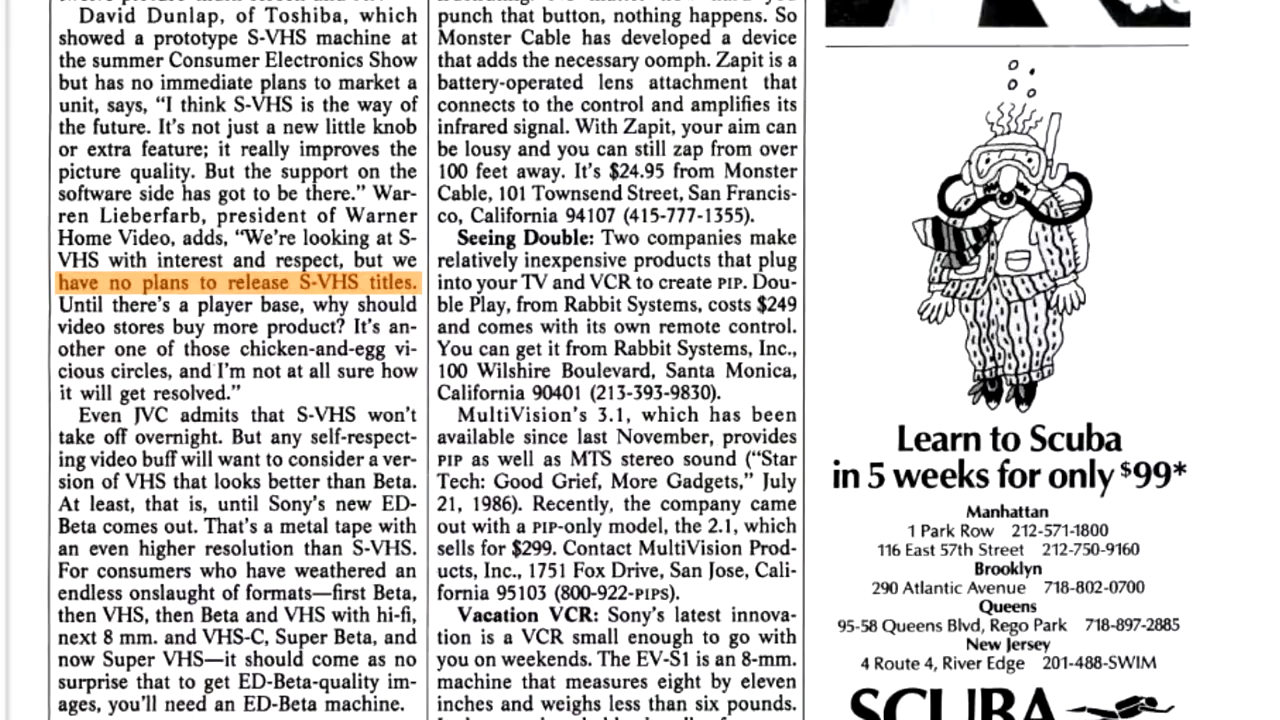 David Dunlap, of Toshiba, which
showed a prototype S-VHS machine at
the summer Consumer Electronics Show
but has no immediate plans to market a
unit, says, “I think S-VHS is the way of
the future. It's not just a new little knob
or extra feature; it really improves the
picture quality. But the support on the
software side has got to be there.” War-
ren Lieberfarb, president of Warner
Home Video, adds, “We're looking at S-
VHS with interest and respect, but we
have no plans to release S-VHS titles.
Until there's a player base, why should
video stores buy more product? It's an-
other one of those chicken-and-egg vi-
cious circles, and I'm not at all sure how
it will get resolved.”
Even JVC admits that S-VHS won't
take off overnight. But any self-respect-
ing video buff will want to consider a ver-
sion of VHS that looks better than Beta.
At least, that is, until Sony's new ED-
Beta comes out. That's a metal tape with
an even higher resolution than S-VHS.
For consumers who have weathered an
endless onslaught of formats—first Beta,
then VHS, then Beta and VHS with hi-fi,
next 8 mm. and VHS-C, Super Beta, and
now Super VHS—it should come as no
surprise that to get ED-Beta-quality im-
ages, you'll need an ED-Beta machine.
punch that button, nothing happens. So
Monster Cable has developed a device
that adds the necessary oomph. Zapit is a
battery-operated lens attachment that
connects to the control and amplifies its
infrared signal. With Zapit, your aim can
be lousy and you can still zap from over
100 feet away. It's $24.95 from Monster
Cable, 101 Townsend Street, San Francis-
co, California 94107 (415-777-1355).
Seeing Double: Two companies make
relatively inexpensive products that plug
into your TV and VCR to create PIP. Dou-
ble Play, from Rabbit Systems, costs $249
and comes with its own remote control.
You can get it from Rabbit Systems, Inc.,
100 Wilshire Boulevard, Santa Monica,
California 90401 (213-393-9830).
MultiVision's 3.1, which has been
available since last November, provides
PIP as well as MTS stereo sound (“Star
Tech: Good Grief, More Gadgets,” July
21, 1986). Recently, the company came
out with a PIP-only model, the 2.1, which
sells for $299. Contact MultiVision Prod-
ucts, Inc., 1751 Fox Drive, San Jose, Cali-
fornia 95103 (800-922-PIPS).
Vacation VCR: Sony's latest innova-
tion is a VCR small enough to go with
you on weekends. The EV-S1 is an 8-mm.
machine that measures eight by eleven
inches and weighs less than six pounds.
Learn to Scuba
in 5 weeks for only $99*
Manhattan
1 Park Row 212-571-1800
116 East 57th Street 212-750-9160
Brooklyn
290 Atlantic Avenue 718-802-0700
Queens
95-58 Queens Blvd, Rego Park 718-897-2885
New Jersey
4 Route 4, River Edge 201-488-SWIM
SCUBA